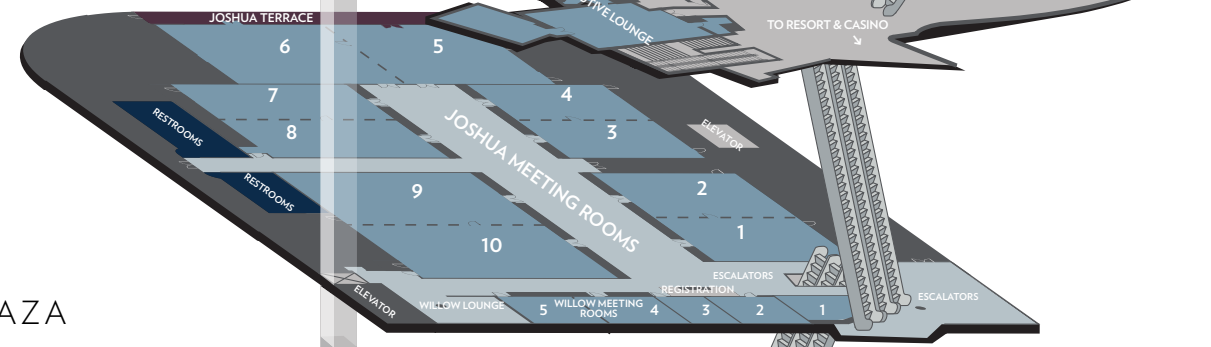 JOSHUA TERRACE
TIVE LOUNGE
TO RESORT & CASINO
6
5
7
4
8
3
RESTROOMS
ELEVATOR
JOSHUA MEETING ROOMS
RESTROOMS
9
2
10
1
ESCALATORS
REGISTRATION
ESCALATORS
ELEVATOR
WILLOW LOUNGE
5
WILLOW MEETING
ROOMS
4
3
2
1
AZA